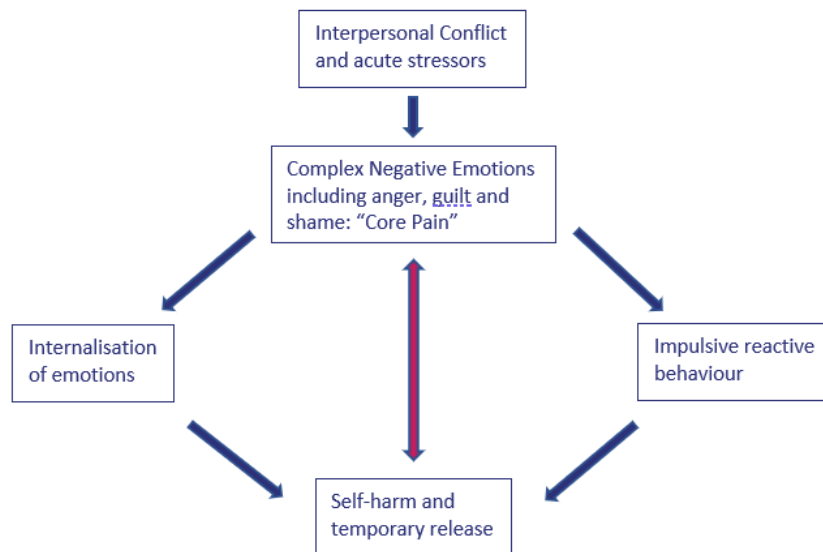 Interpersonal Conflict
and acute stressors
Complex Negative Emotions
including anger, guilt and
shame: “Core Pain”
Internalisation
of emotions
Impulsive reactive
behaviour
Self-harm and
temporary release